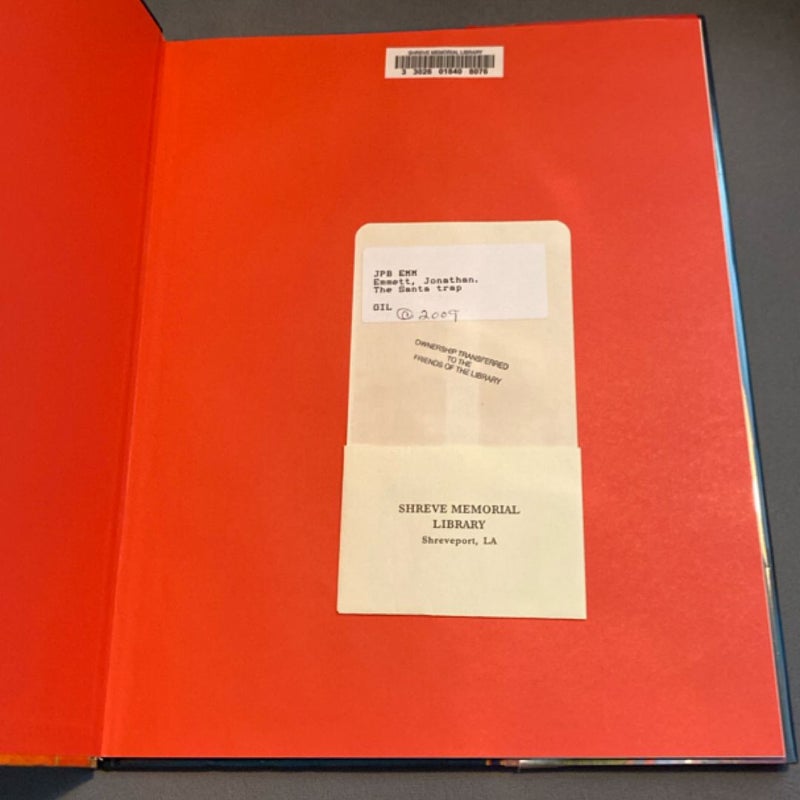 SHREVE MEMORIAL LIBRARY
3 3026 01840 8076
JPB EMM
Emmett, Jonathan.
The Santa trap
GIL
@ 2009
OWNERSHIP TRANSFERRED
TO THE
FRIENDS OF THE LIBRARY
SHREVE MEMORIAL
LIBRARY
Shreveport, LA